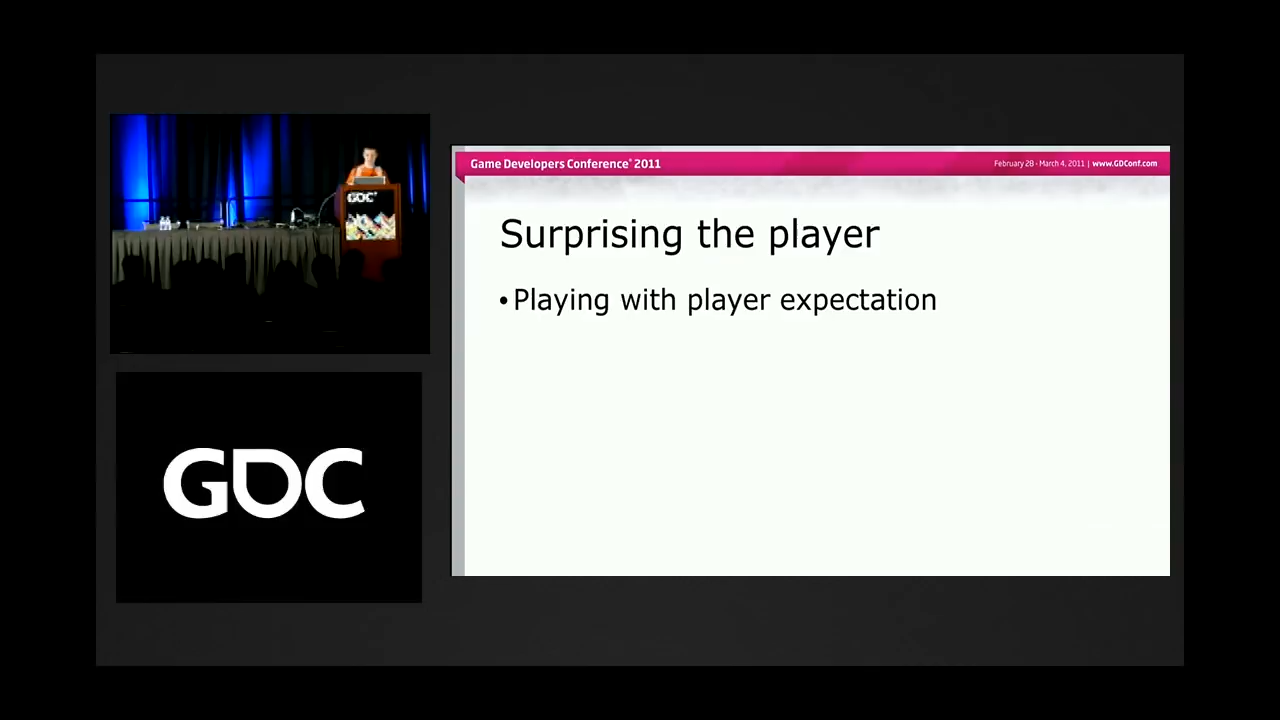 GDC
Game Developers Conference® 2011
February 28 - March 4, 2011 | www.GDConf.com
Surprising the player
• Playing with player expectation
GDC